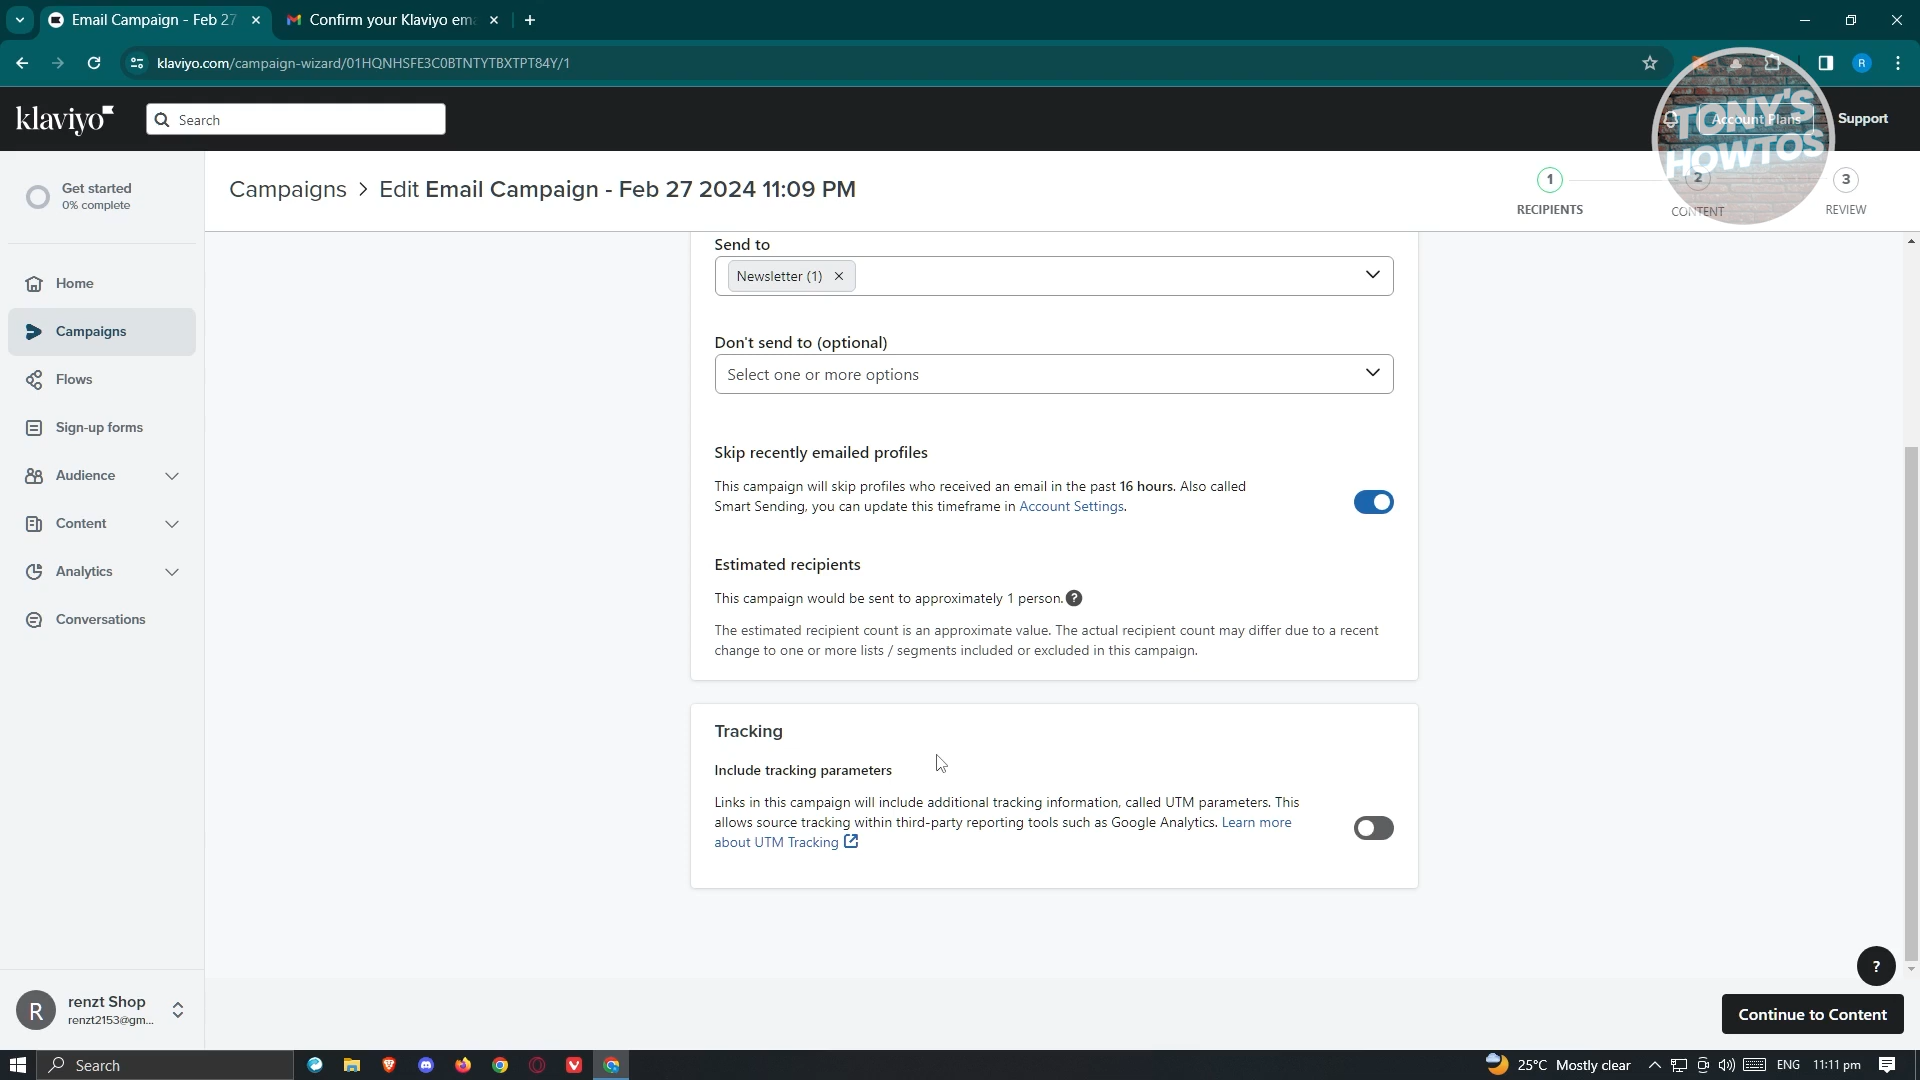 Email Campaign - Feb 27
Confirm your Klaviyo ema
klaviyo.com/campaign-wizard/01HQNHSFE3C0BTNTYTBXTPT84Y/1
R
klaviyo
Search
Account Plans
Support
TONY'S
HOWTOS
Get started
0% complete
Campaigns > Edit Email Campaign - Feb 27 2024 11:09 PM
1
2
3
RECIPIENTS
CONTENT
REVIEW
Home
Campaigns
Flows
Sign-up forms
Audience
Content
Analytics
Conversations
Send to
Newsletter (1)
Don't send to (optional)
Select one or more options
Skip recently emailed profiles
This campaign will skip profiles who received an email in the past 16 hours. Also called
Smart Sending, you can update this timeframe in Account Settings.
Estimated recipients
This campaign would be sent to approximately 1 person. ?
The estimated recipient count is an approximate value. The actual recipient count may differ due to a recent
change to one or more lists / segments included or excluded in this campaign.
Tracking
Include tracking parameters
Links in this campaign will include additional tracking information, called UTM parameters. This
allows source tracking within third-party reporting tools such as Google Analytics. Learn more
about UTM Tracking
?
R
renzt Shop
renzt2153@gm...
Continue to Content
Search
25°C Mostly clear
ENG
11:11 pm